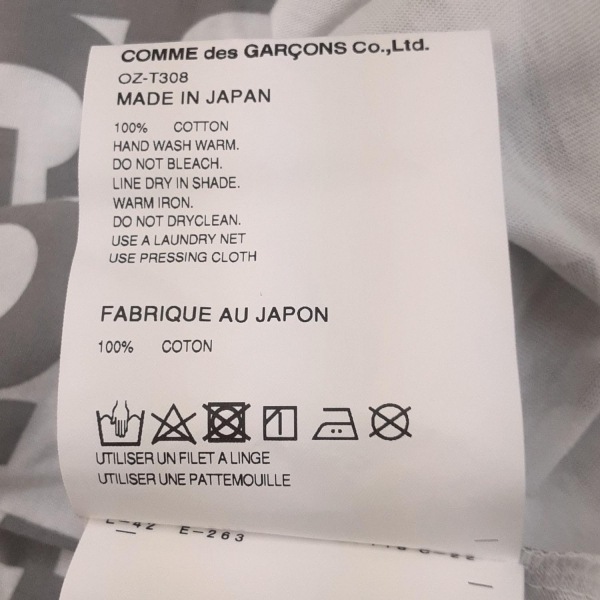 COMME des GARÇONS Co.,Ltd.
OZ-T308
MADE IN JAPAN
100% COTTON
HAND WASH WARM.
DO NOT BLEACH.
LINE DRY IN SHADE.
WARM IRON.
DO NOT DRYCLEAN.
USE A LAUNDRY NET
USE PRESSING CLOTH
FABRIQUE AU JAPON
100% COTON
UTILISER UN FILET A LINGE
UTILISER UNE PATTEMOUILLE
E-263